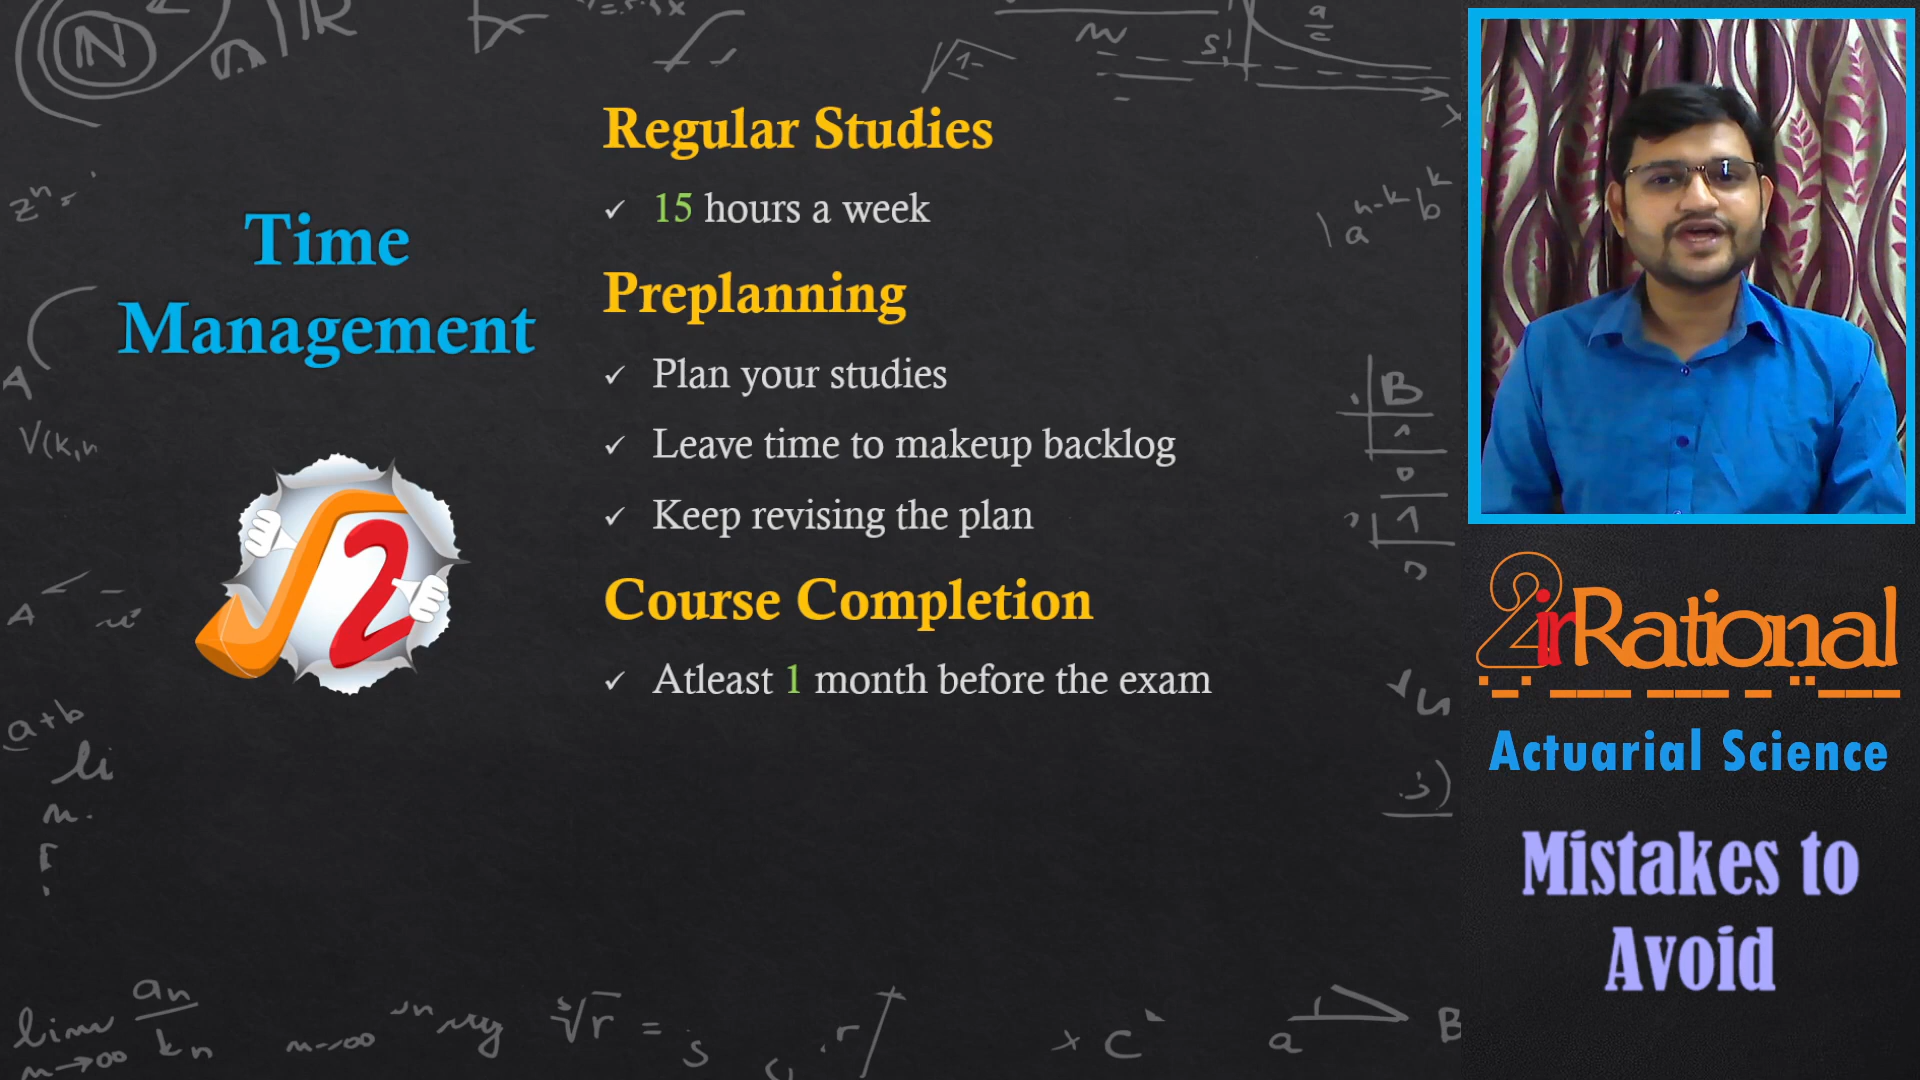 Time
Management
Regular Studies
✓ 15 hours a week
Preplanning
✓ Plan your studies
✓ Leave time to makeup backlog
✓ Keep revising the plan
Course Completion
✓ Atleast 1 month before the exam
√2
2irRational
Actuarial Science
Mistakes to
Avoid